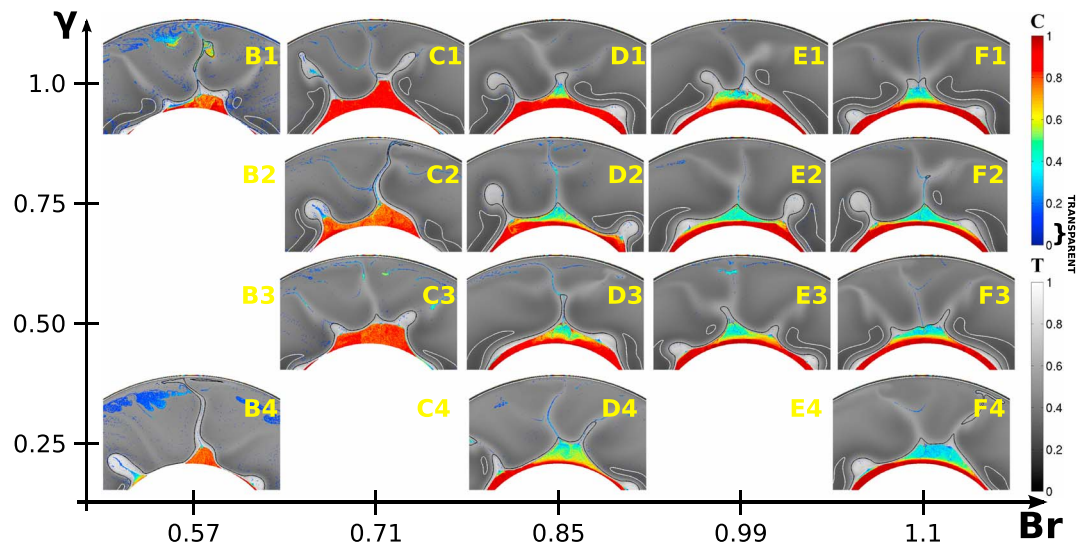 γ
C
B1 C1 D1 E1 F1
1
1.0
0.8
0.6
B2 C2 D2 E2 F2
0.4
0.75
0.2
0
} TRANSPARENT
T
B3 C3 D3 E3 F3
1
0.50
0.8
0.6
B4 C4 D4 E4 F4
0.4
0.25
0.2
0
0.57 0.71 0.85 0.99 1.1
Br